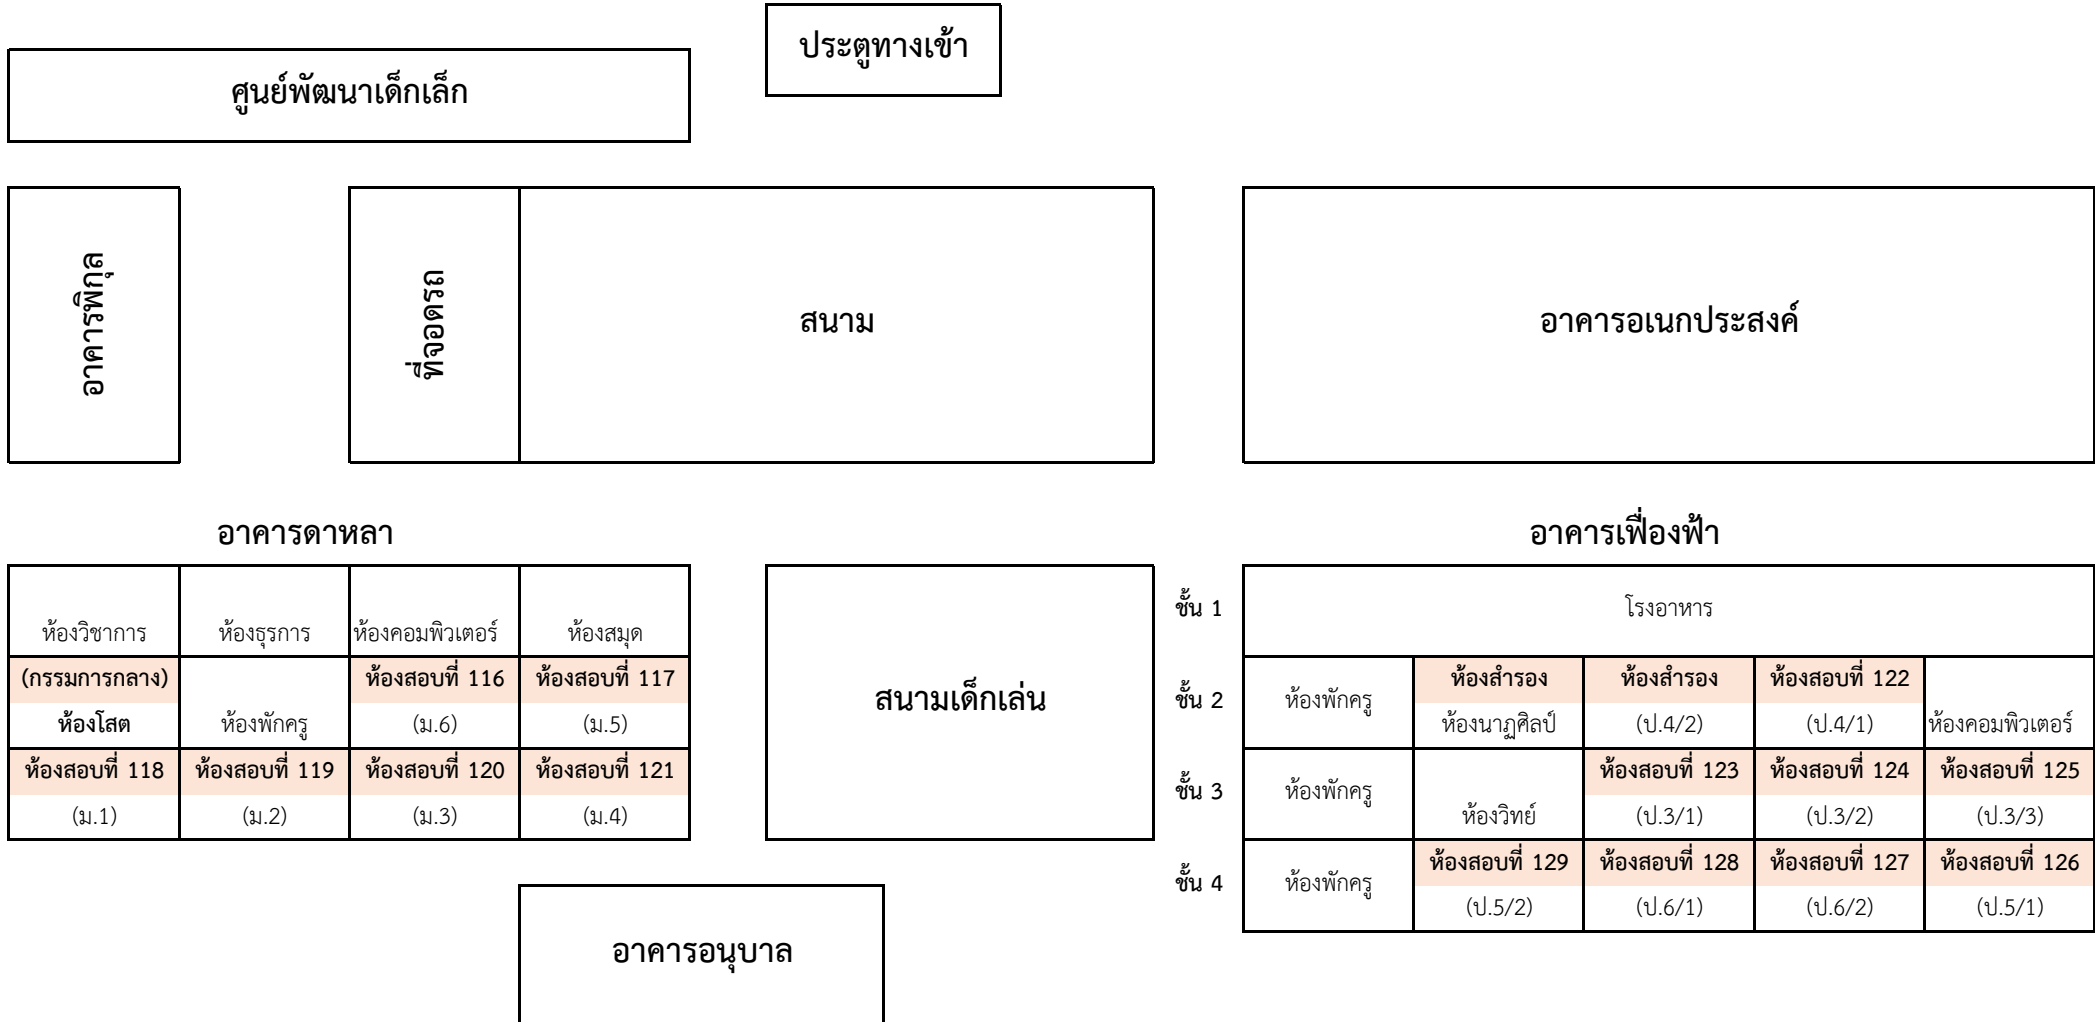 ประตูทางเข้า
ศูนย์พัฒนาเด็กเล็ก
อาคารพิกุล
ที่จอดรถ
สนาม
อาคารอเนกประสงค์
อาคารดาหลา
ห้องวิชาการ ห้องธุรการ ห้องคอมพิวเตอร์ ห้องสมุด
(กรรมการกลาง) ห้องสอบที่ 116 ห้องสอบที่ 117
ห้องโสต ห้องพักครู (ม.6) (ม.5)
ห้องสอบที่ 118 ห้องสอบที่ 119 ห้องสอบที่ 120 ห้องสอบที่ 121
(ม.1) (ม.2) (ม.3) (ม.4)
สนามเด็กเล่น
อาคารเฟื่องฟ้า
ชั้น 1 โรงอาหาร
ห้องสำรอง ห้องสำรอง ห้องสอบที่ 122
ชั้น 2 ห้องพักครู
ห้องนาฏศิลป์ (ป.4/2) (ป.4/1) ห้องคอมพิวเตอร์
ห้องสอบที่ 123 ห้องสอบที่ 124 ห้องสอบที่ 125
ชั้น 3 ห้องพักครู
ห้องวิทย์ (ป.3/1) (ป.3/2) (ป.3/3)
ห้องสอบที่ 129 ห้องสอบที่ 128 ห้องสอบที่ 127 ห้องสอบที่ 126
ชั้น 4 ห้องพักครู
(ป.5/2) (ป.6/1) (ป.6/2) (ป.5/1)
อาคารอนุบาล